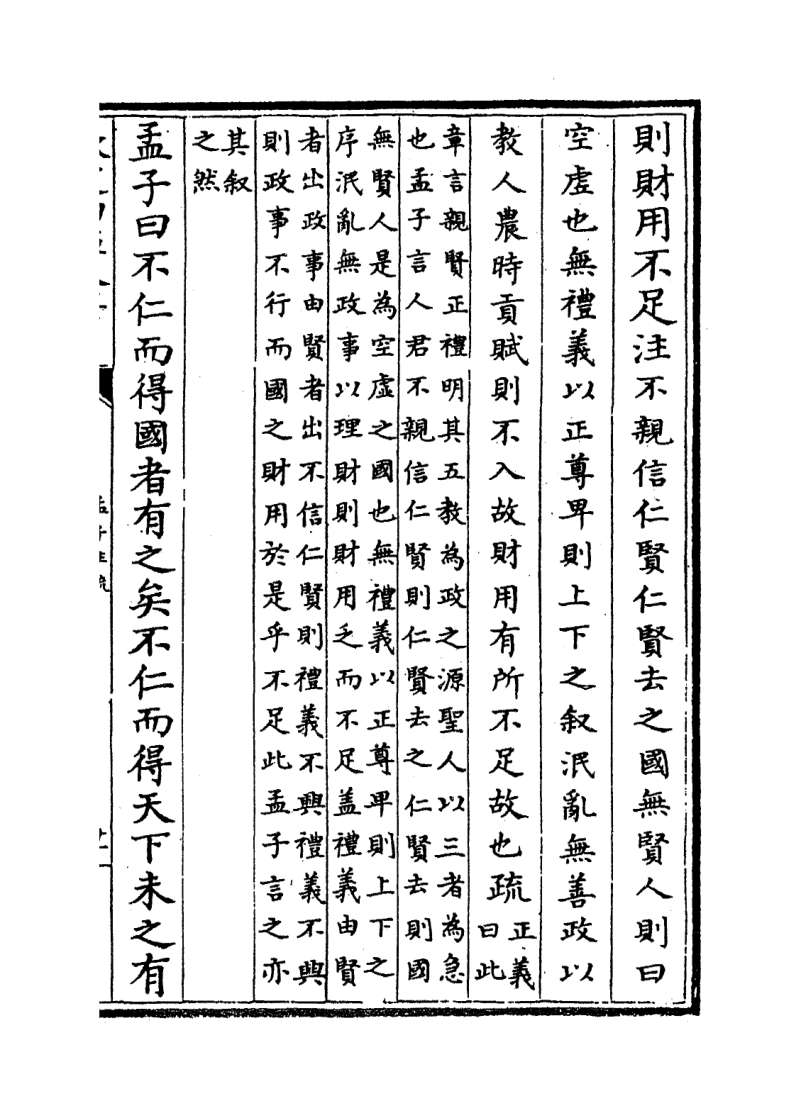 則財用不足注不親信仁賢仁賢去之國無賢人則曰
空虛也無禮義以正尊卑則上下之叙泯亂無善政以
教人農時貢賦則不入故財用有所不足故也疏正義
曰此
章言親賢正禮明其五教為政之源聖人以三者為急
也孟子言人君不親信仁賢則仁賢去之仁賢去則國
無賢人是為空虛之國也無禮義以正尊卑則上下之
序泯亂無政事以理財則財用乏而不足蓋禮義由賢
者出政事由賢者出不信仁賢則禮義不興禮義不興
則政事不行而國之財用於是乎不足此孟子言之亦
其叙
之然
孟子曰不仁而得國者有之矣不仁而得天下未之有
孟子注疏